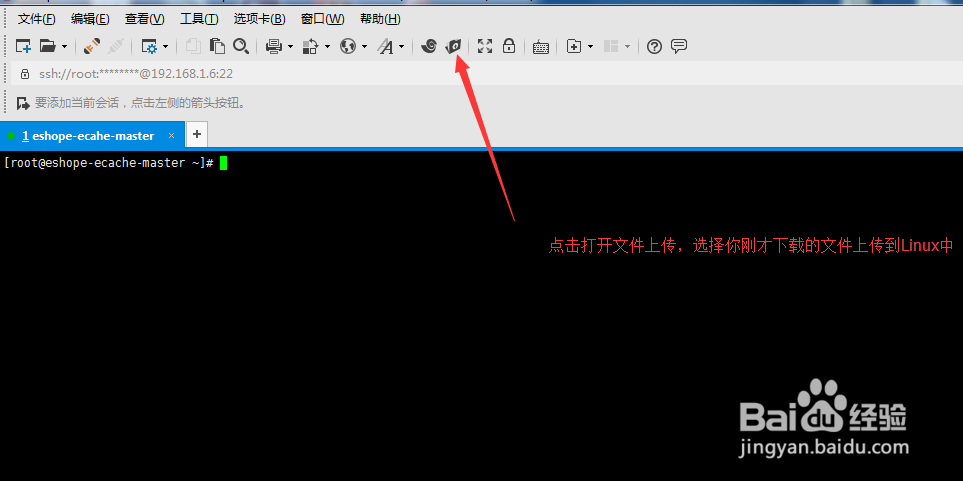 文件(F) 编辑(E) 查看(V) 工具(T) 选项卡(B) 窗口(W) 帮助(H)
ssh://root:********@192.168.1.6:22
要添加当前会话，点击左侧的箭头按钮。
1 eshope-ecahe-master × +
[root@eshope-ecache-master ~]#
点击打开文件上传，选择你刚才下载的文件上传到Linux中
Baidu 经验
jingyan.baidu.com